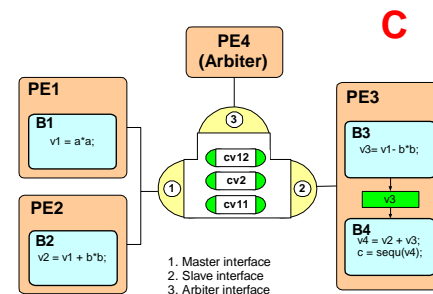 C
PE4
(Arbiter)
PE1
B1
v1 = a*a;
PE2
B2
v2 = v1 + b*b;
3
cv12
cv2
cv11
1
2
PE3
B3
v3= v1- b*b;
v3
B4
v4 = v2 + v3;
c = sequ(v4);
1. Master interface
2. Slave interface
3. Arbiter interface